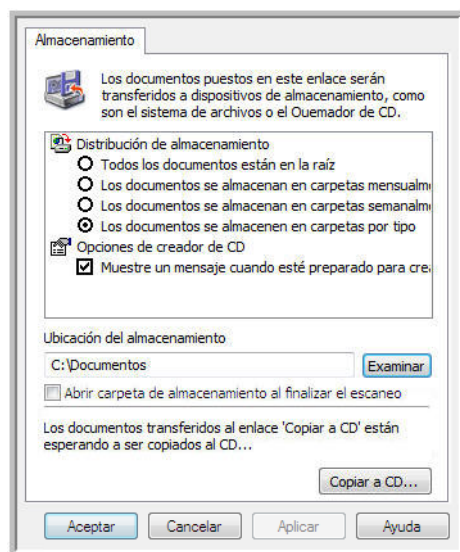 Almacenamiento
Los documentos puestos en este enlace serán
transferidos a dispositivos de almacenamiento, como
son el sistema de archivos o el Quemador de CD.
Distribución de almacenamiento
Todos los documentos están en la raíz
Los documentos se almacenan en carpetas mensualm
Los documentos se almacenan en carpetas semanalm
Los documentos se almacenen en carpetas por tipo
Opciones de creador de CD
Muestre un mensaje cuando esté preparado para crea
Ubicación del almacenamiento
C:\Documentos
Examinar
Abrir carpeta de almacenamiento al finalizar el escaneo
Los documentos transferidos al enlace 'Copiar a CD' están
esperando a ser copiados al CD...
Copiar a CD...
Aceptar
Cancelar
Aplicar
Ayuda